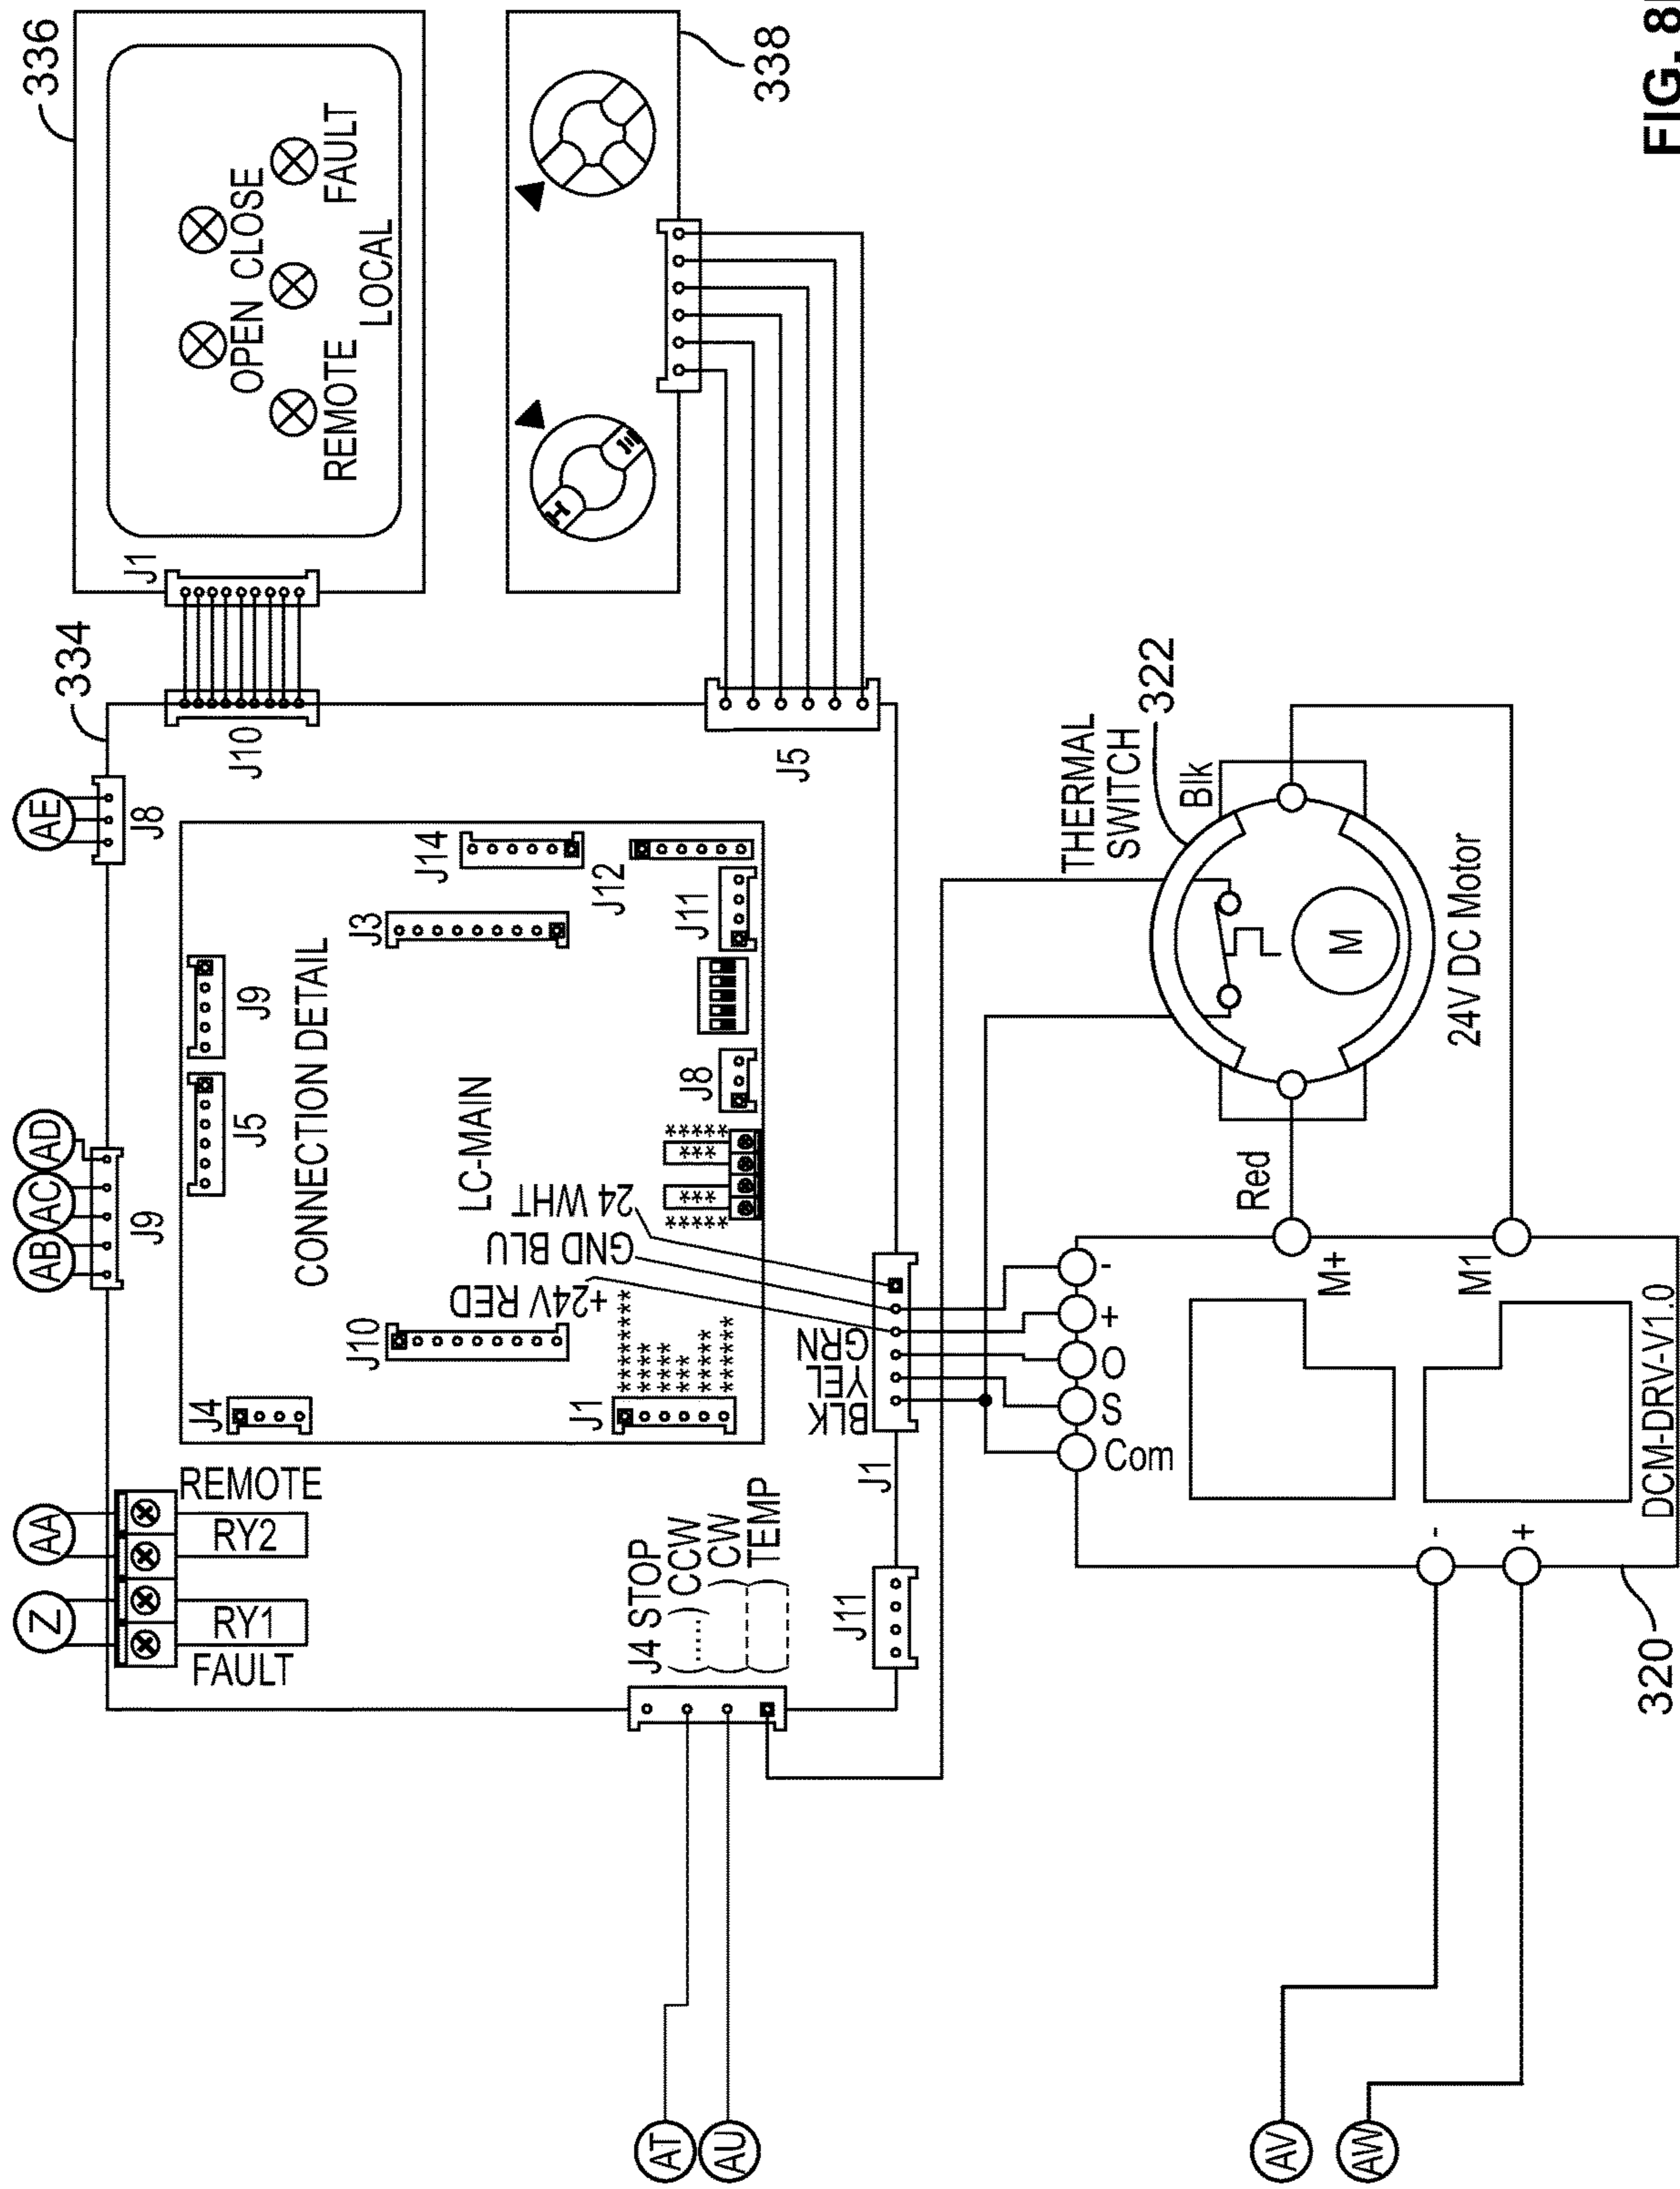 336
OPEN CLOSE
REMOTE
FAULT
LOCAL
338
334
J1
J10
AE
J8
AD
AC
AB
J9
AA
Z
REMOTE
RY2
RY1
FAULT
J5
CONNECTION DETAIL
LC-MAIN
J4
J5
J9
J10
J3
J14
J12
J11
J8
J1
********
****
****
***
*****
*******
*****
***
***
*****
+24V RED
GND BLU
24 WHT
BLK
YEL
GRN
J1
J11
J4 STOP
CCW
CW
TEMP
AT
AU
THERMAL
SWITCH
322
Blk
M
24V DC Motor
Red
M+
M1
-
+
O
S
Com
-
+
DCM-DRV-V1.0
320
AV
AW
FIG. 8